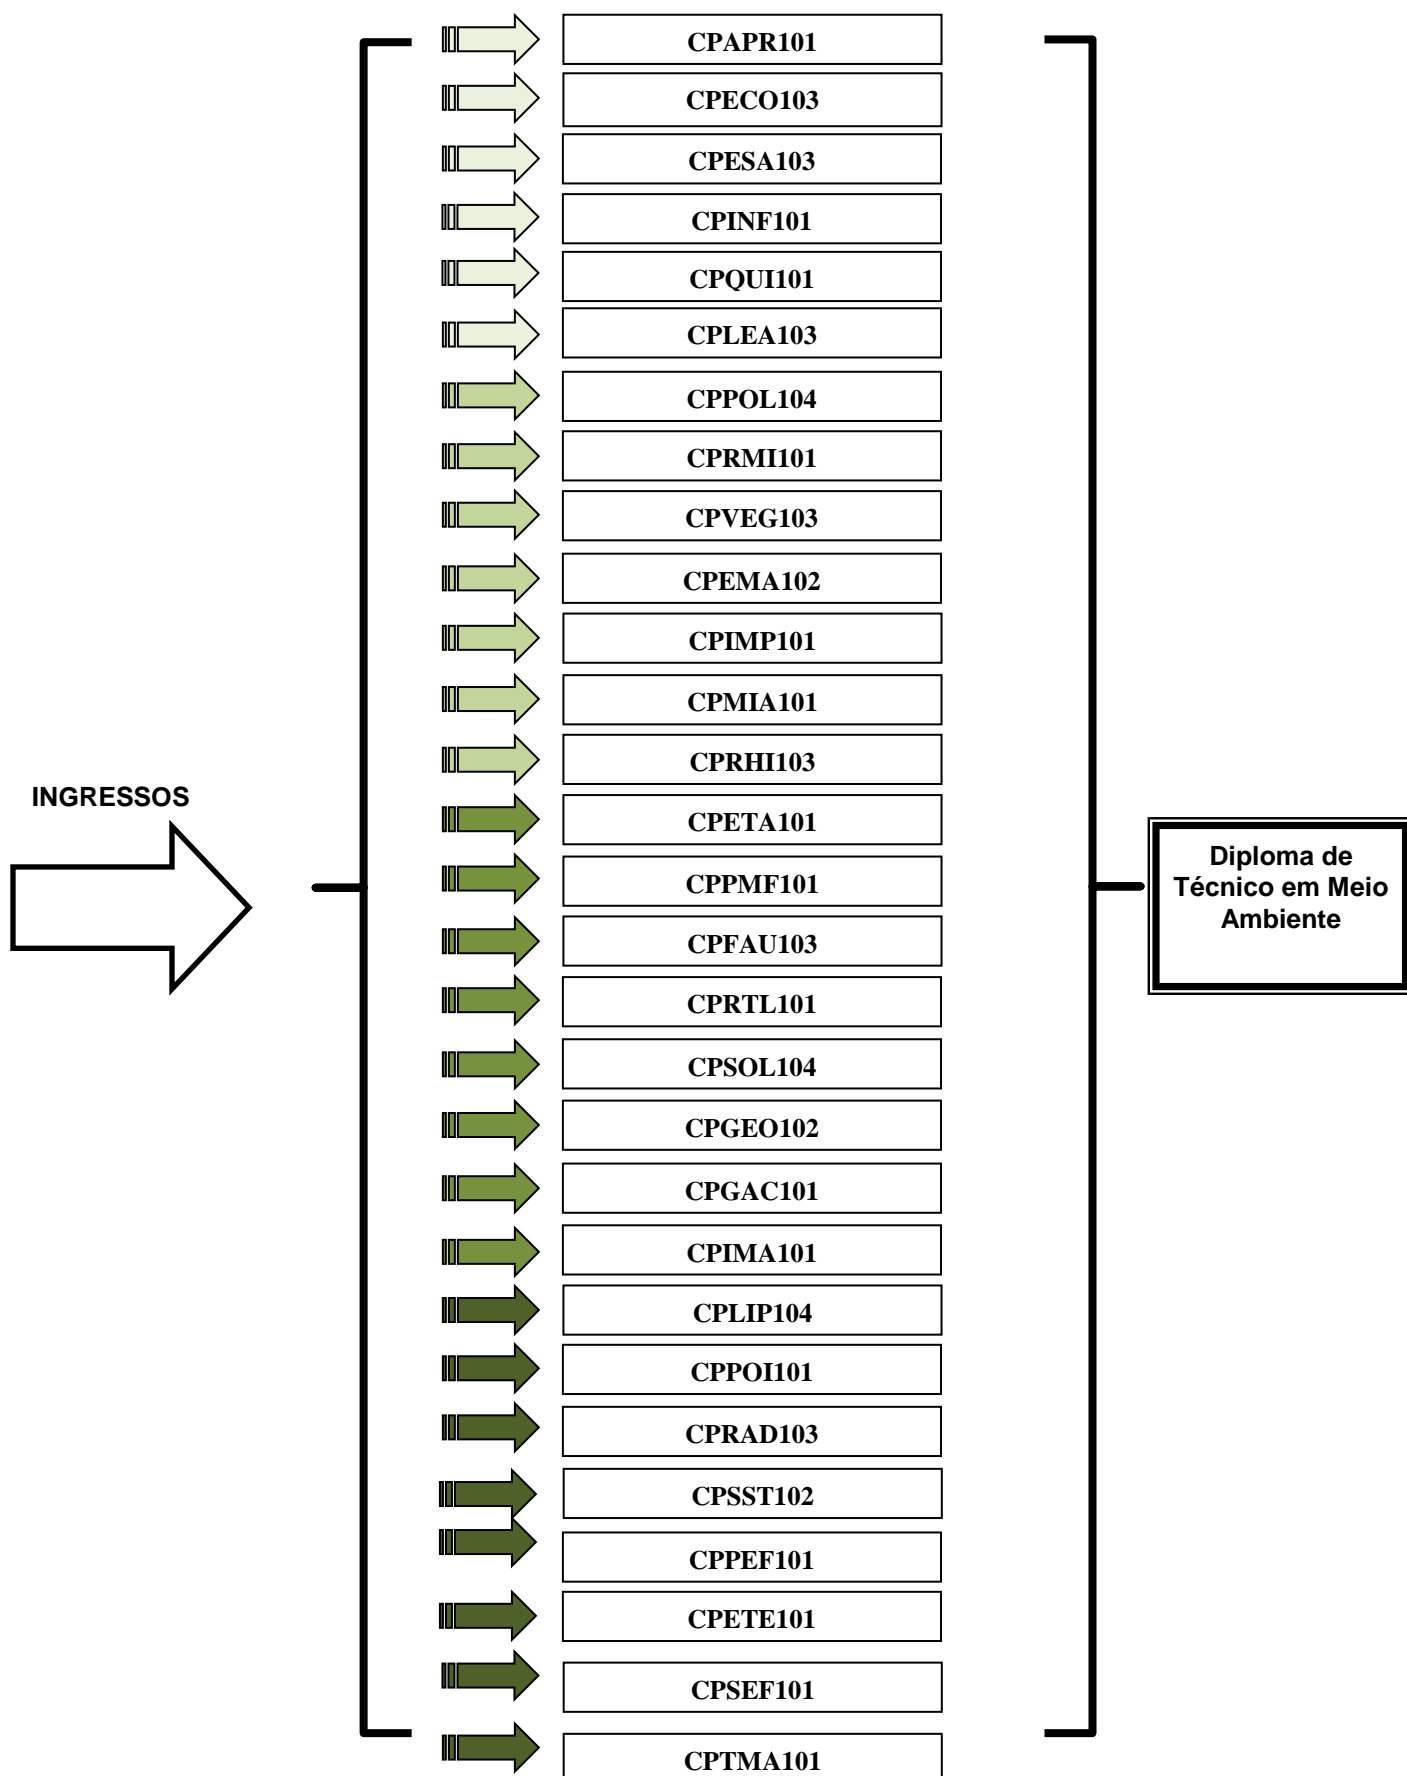 CPAPR101
CPECO103
CPESA103
CPINF101
CPQUI101
CPLEA103
CPPOL104
CPRMI101
CPVEG103
CPEMA102
CPIMP101
CPMIA101
CPRHI103
INGRESSOS
CPETA101
CPPMF101
CPFAU103
CPRTL101
CPSOL104
CPGEO102
CPGAC101
CPIMA101
CPLIP104
CPPOI101
CPRAD103
CPSST102
CPPEF101
CPETE101
CPSEF101
CPTMA101
Diploma de
Técnico em Meio
Ambiente